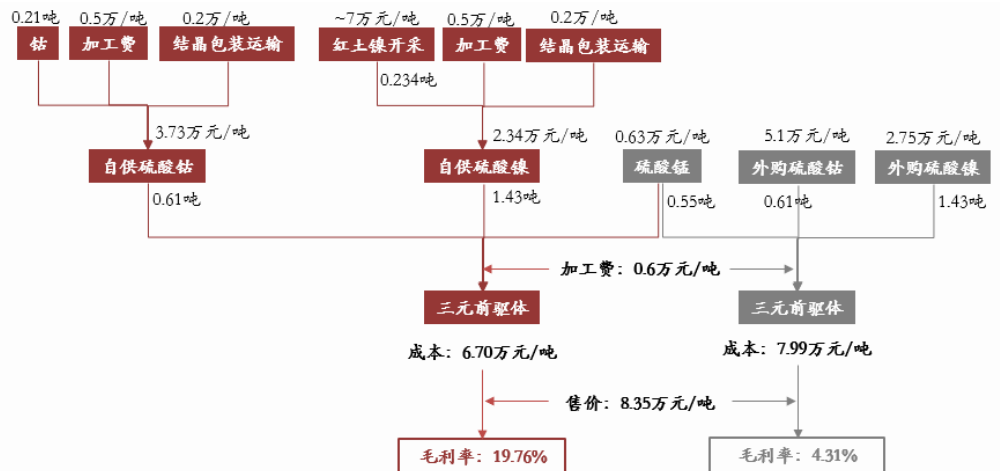 0.21吨
0.5万/吨
0.2万/吨
~7万元/吨
0.5万/吨
0.2万/吨
钴
加工费
结晶包装运输
红土镍开采
加工费
结晶包装运输
0.234吨
3.73万元/吨
2.34万元/吨
0.63万元/吨
5.1万元/吨
2.75万元/吨
自供硫酸钴
自供硫酸镍
硫酸锰
外购硫酸钴
外购硫酸镍
0.61吨
1.43吨
0.55吨
0.61吨
1.43吨
加工费：0.6万元/吨
三元前驱体
三元前驱体
成本：6.70万元/吨
成本：7.99万元/吨
售价：8.35万元/吨
毛利率：19.76%
毛利率：4.31%